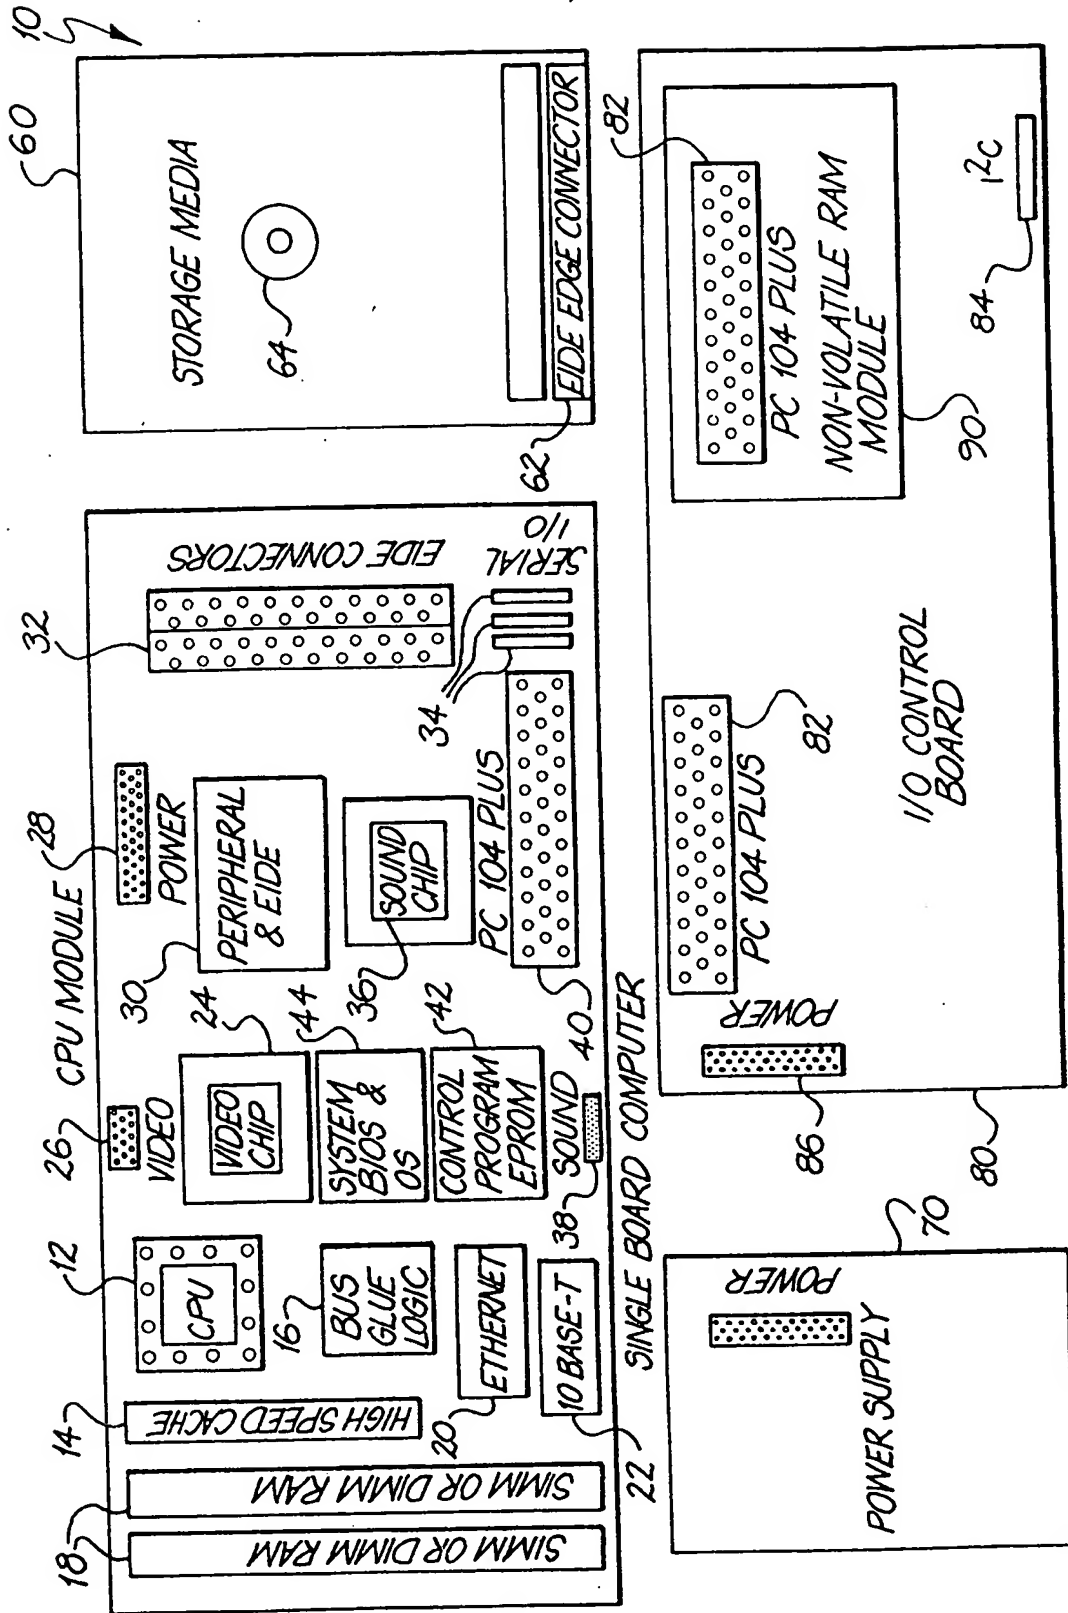 10
60
STORAGE MEDIA
64
EIDE EDGE CONNECTOR
62
CPU MODULE
18
SIMM OR DIMM RAM
SIMM OR DIMM RAM
14
HIGH SPEED CACHE
12
CPU
16
BUS
GLUE
LOGIC
20
ETHERNET
22
10 BASE-T
26
VIDEO
24
VIDEO
CHIP
44
SYSTEM
BIOS &
OS
42
CONTROL
PROGRAM
EPROM
SOUND
38
28
POWER
30
PERIPHERAL
& EIDE
36
SOUND
CHIP
PC 104 PLUS
40
32
EIDE CONNECTORS
34
SERIAL
I/O
SINGLE BOARD COMPUTER
70
POWER
POWER SUPPLY
80
86
POWER
PC 104 PLUS
82
I/O CONTROL
BOARD
82
PC 104 PLUS
NON-VOLATILE RAM
MODULE
90
84
I2C